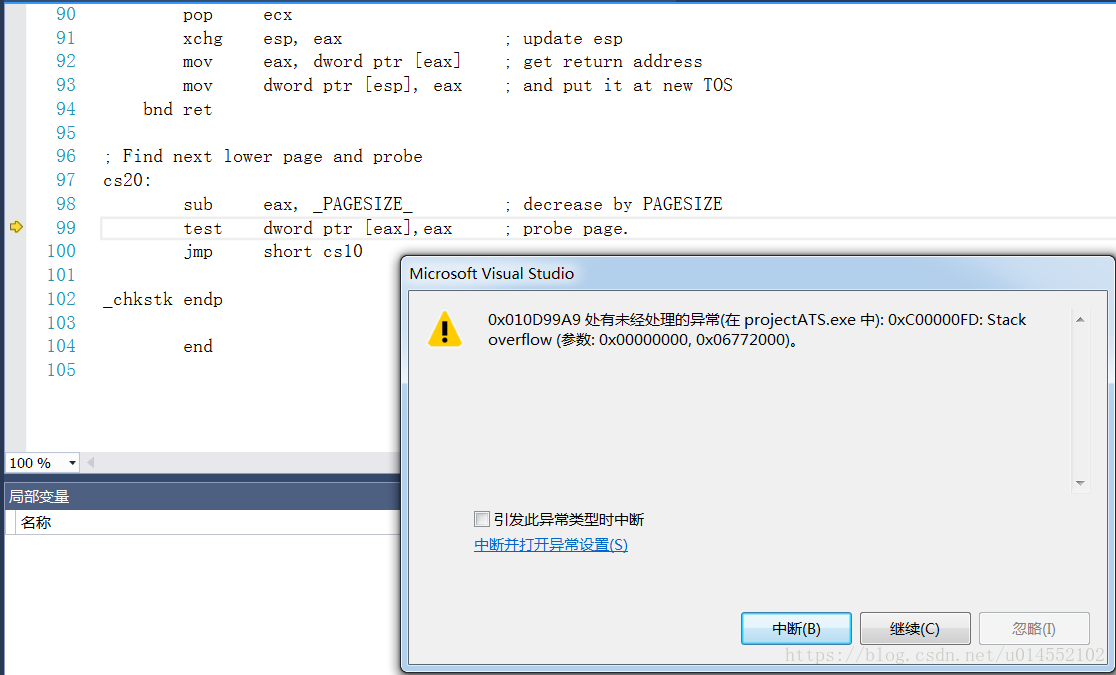 90 pop ecx
91 xchg esp, eax ; update esp
92 mov eax, dword ptr [eax] ; get return address
93 mov dword ptr [esp], eax ; and put it at new TOS
94 bnd ret
95
96 ; Find next lower page and probe
97 cs20:
98 sub eax, _PAGESIZE_ ; decrease by PAGESIZE
99 test dword ptr [eax],eax ; probe page.
100 jmp short cs10
101
102 _chkstk endp
103
104 end
105
Microsoft Visual Studio
0x010D99A9 处有未经处理的异常(在 projectATS.exe 中): 0xC00000FD: Stack
overflow (参数: 0x00000000, 0x06772000)。
100 %
局部变量
名称
引发此异常类型时中断
中断并打开异常设置(S)
中断(B) 继续(C) 忽略(I)
https://blog.csdn.net/u014552102